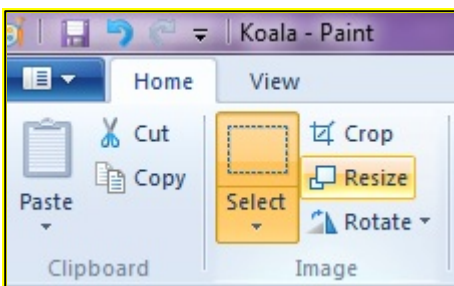 Koala - Paint
Home View
Cut
Copy
Paste
Clipboard
Select
Crop
Resize
Rotate
Image